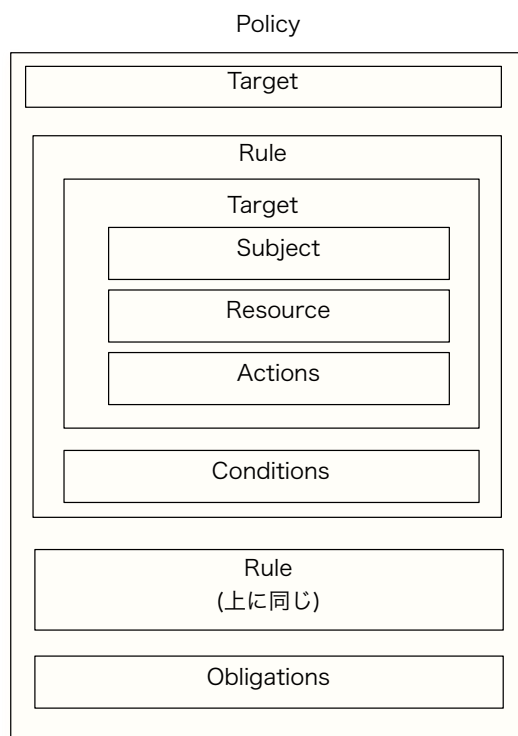 Policy
Target
Rule
Target
Subject
Resource
Actions
Conditions
Rule
(上に同じ)
Obligations